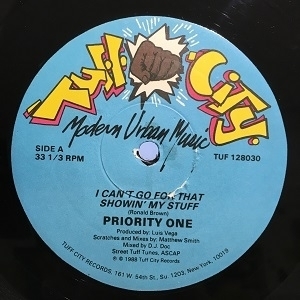 Tuff City
Modern Urban Music
SIDE A
33 1/3 RPM
TUF 128030
I CAN'T GO FOR THAT
SHOWIN' MY STUFF
(Ronald Brown)
PRIORITY ONE
Produced by: Luis Vega
Scratches and Mixes by: Matthew Smith
Mixed by: D.J. Doc
Street Tuff Tunes, ASCAP
℗ © 1988 Tuff City Records
TUFF CITY RECORDS, 161 W. 54th St., Su. 1203, New York, N.Y. 10019